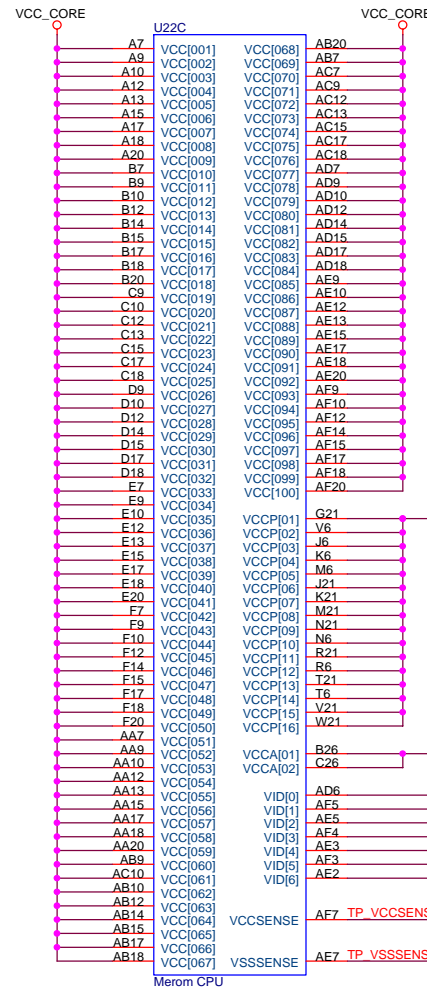 VCC_CORE VCC_CORE
U22C
A7 VCC[001] VCC[068] AB20
A9 VCC[002] VCC[069] AB7
A10 VCC[003] VCC[070] AC7
A12 VCC[004] VCC[071] AC9
A13 VCC[005] VCC[072] AC12
A15 VCC[006] VCC[073] AC13
A17 VCC[007] VCC[074] AC15
A18 VCC[008] VCC[075] AC17
A20 VCC[009] VCC[076] AC18
B7 VCC[010] VCC[077] AD7
B9 VCC[011] VCC[078] AD9
B10 VCC[012] VCC[079] AD10
B12 VCC[013] VCC[080] AD12
B14 VCC[014] VCC[081] AD14
B15 VCC[015] VCC[082] AD15
B17 VCC[016] VCC[083] AD17
B18 VCC[017] VCC[084] AD18
B20 VCC[018] VCC[085] AE9
C9 VCC[019] VCC[086] AE10
C10 VCC[020] VCC[087] AE12
C12 VCC[021] VCC[088] AE13
C13 VCC[022] VCC[089] AE15
C15 VCC[023] VCC[090] AE17
C17 VCC[024] VCC[091] AE18
C18 VCC[025] VCC[092] AE20
D9 VCC[026] VCC[093] AF9
D10 VCC[027] VCC[094] AF10
D12 VCC[028] VCC[095] AF12
D14 VCC[029] VCC[096] AF14
D15 VCC[030] VCC[097] AF15
D17 VCC[031] VCC[098] AF17
D18 VCC[032] VCC[099] AF18
E7 VCC[033] VCC[100] AF20
E9 VCC[034]
E10 VCC[035] VCCP[01] G21
E12 VCC[036] VCCP[02] V6
E13 VCC[037] VCCP[03] J6
E15 VCC[038] VCCP[04] K6
E17 VCC[039] VCCP[05] M6
E18 VCC[040] VCCP[06] J21
E20 VCC[041] VCCP[07] K21
F7 VCC[042] VCCP[08] M21
F9 VCC[043] VCCP[09] N21
F10 VCC[044] VCCP[10] N6
F12 VCC[045] VCCP[11] R21
F14 VCC[046] VCCP[12] R6
F15 VCC[047] VCCP[13] T21
F17 VCC[048] VCCP[14] T6
F18 VCC[049] VCCP[15] V21
F20 VCC[050] VCCP[16] W21
AA7 VCC[051]
AA9 VCC[052] VCCA[01] B26
AA10 VCC[053] VCCA[02] C26
AA12 VCC[054]
AA13 VCC[055] VID[0] AD6
AA15 VCC[056] VID[1] AF5
AA17 VCC[057] VID[2] AE5
AA18 VCC[058] VID[3] AF4
AA20 VCC[059] VID[4] AE3
AB9 VCC[060] VID[5] AF3
AC10 VCC[061] VID[6] AE2
AB10 VCC[062]
AB12 VCC[063]
AB14 VCC[064] VCCSENSE AF7 TP_VCCSENS
AB15 VCC[065]
AB17 VCC[066]
AB18 VCC[067] VSSSENSE AE7 TP_VSSSENS
Merom CPU